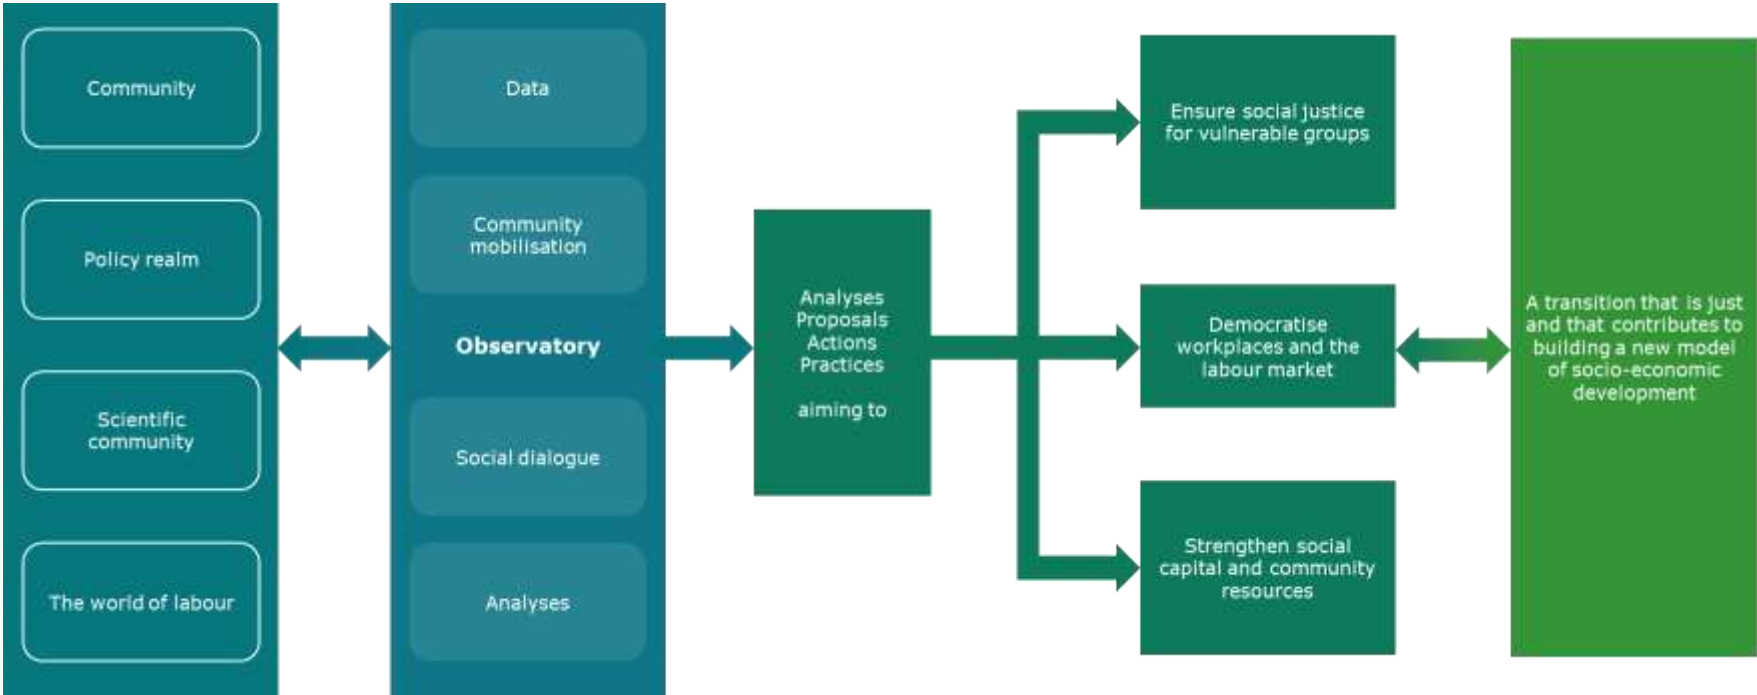 Community
Policy realm
Scientific
community
The world of labour
Data
Community
mobilisation
Observatory
Social dialogue
Analyses
Analyses
Proposals
Actions
Practices
aiming to
Ensure social justice
for vulnerable groups
Democratise
workplaces and the
labour market
Strengthen social
capital and community
resources
A transition that is just
and that contributes to
building a new model
of socio-economic
development